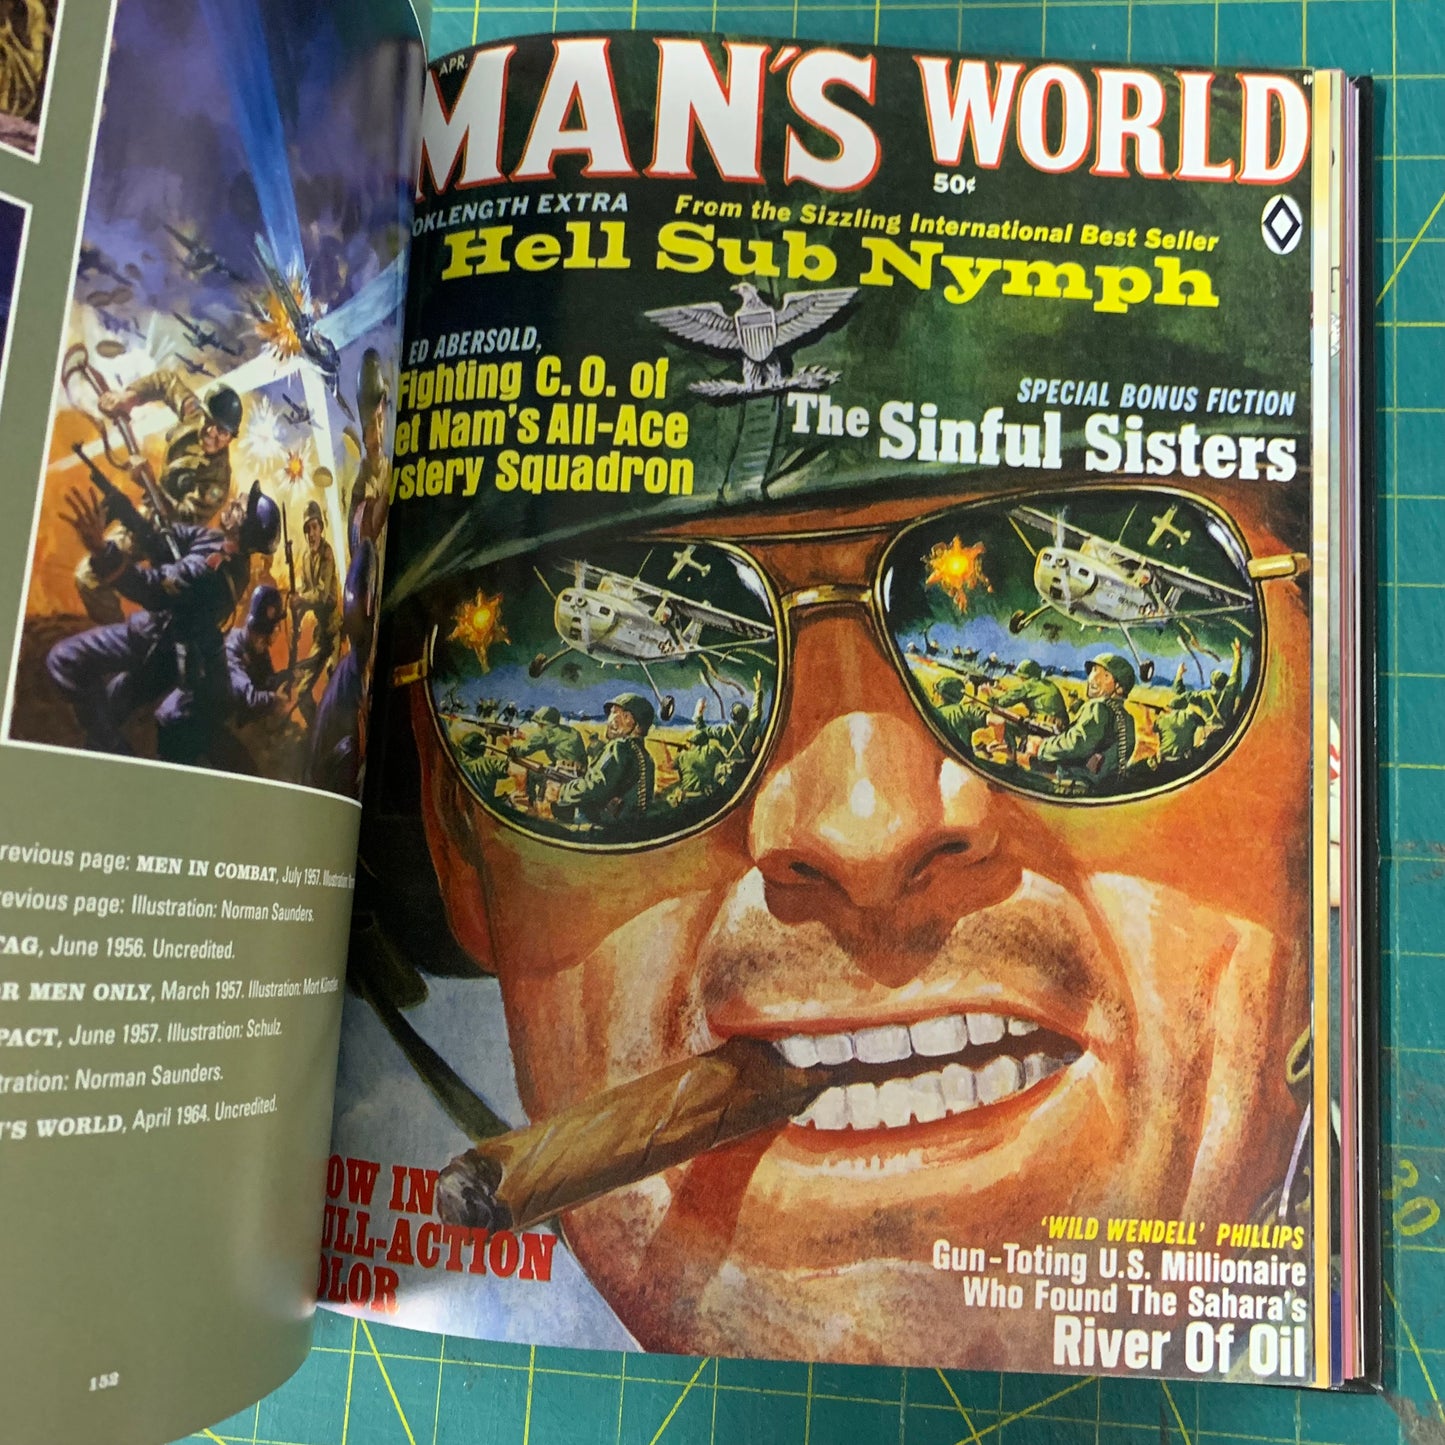 APR.
MAN'S WORLD
50¢
OKLENGTH EXTRA
From the Sizzling International Best Seller
Hell Sub Nymph
ED ABERSOLD,
Fighting C.O. of
et Nam's All-Ace
ystery Squadron
SPECIAL BONUS FICTION
The Sinful Sisters
OW IN
ULL-ACTION
OLOR
'WILD WENDELL' PHILLIPS
Gun-Toting U.S. Millionaire
Who Found The Sahara's
River Of Oil
revious page: MEN IN COMBAT, July 1957. Illustration:
revious page: Illustration: Norman Saunders.
TAG, June 1956. Uncredited.
R MEN ONLY, March 1957. Illustration: Mort Künstler.
PACT, June 1957. Illustration: Schulz.
tration: Norman Saunders.
N'S WORLD, April 1964. Uncredited.
152
30